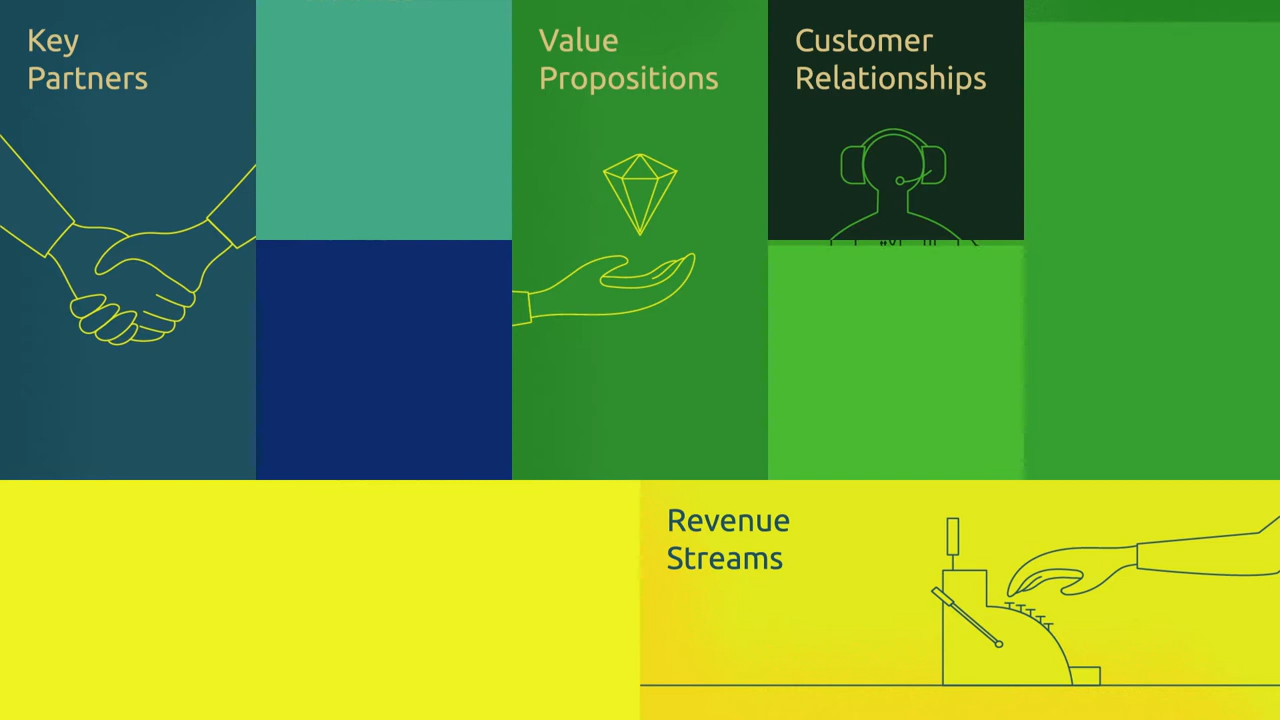 Key
Partners
Value
Propositions
Customer
Relationships
Revenue
Streams